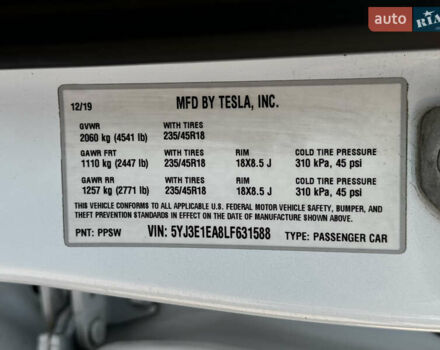 auto RIA
12/19 MFD BY TESLA, INC.
GVWR WITH TIRES
2060 kg (4541 lb) 235/45R18
GAWR FRT WITH TIRES RIM COLD TIRE PRESSURE
1110 kg (2447 lb) 235/45R18 18X8.5 J 310 kPa, 45 psi
GAWR RR WITH TIRES RIM COLD TIRE PRESSURE
1257 kg (2771 lb) 235/45R18 18X8.5 J 310 kPa, 45 psi
THIS VEHICLE CONFORMS TO ALL APPLICABLE U.S. FEDERAL MOTOR VEHICLE SAFETY, BUMPER, AND
THEFT PREVENTION STANDARDS IN EFFECT ON THE DATE OF MANUFACTURE SHOWN ABOVE.
PNT: PPSW VIN: 5YJ3E1EA8LF631588 TYPE: PASSENGER CAR